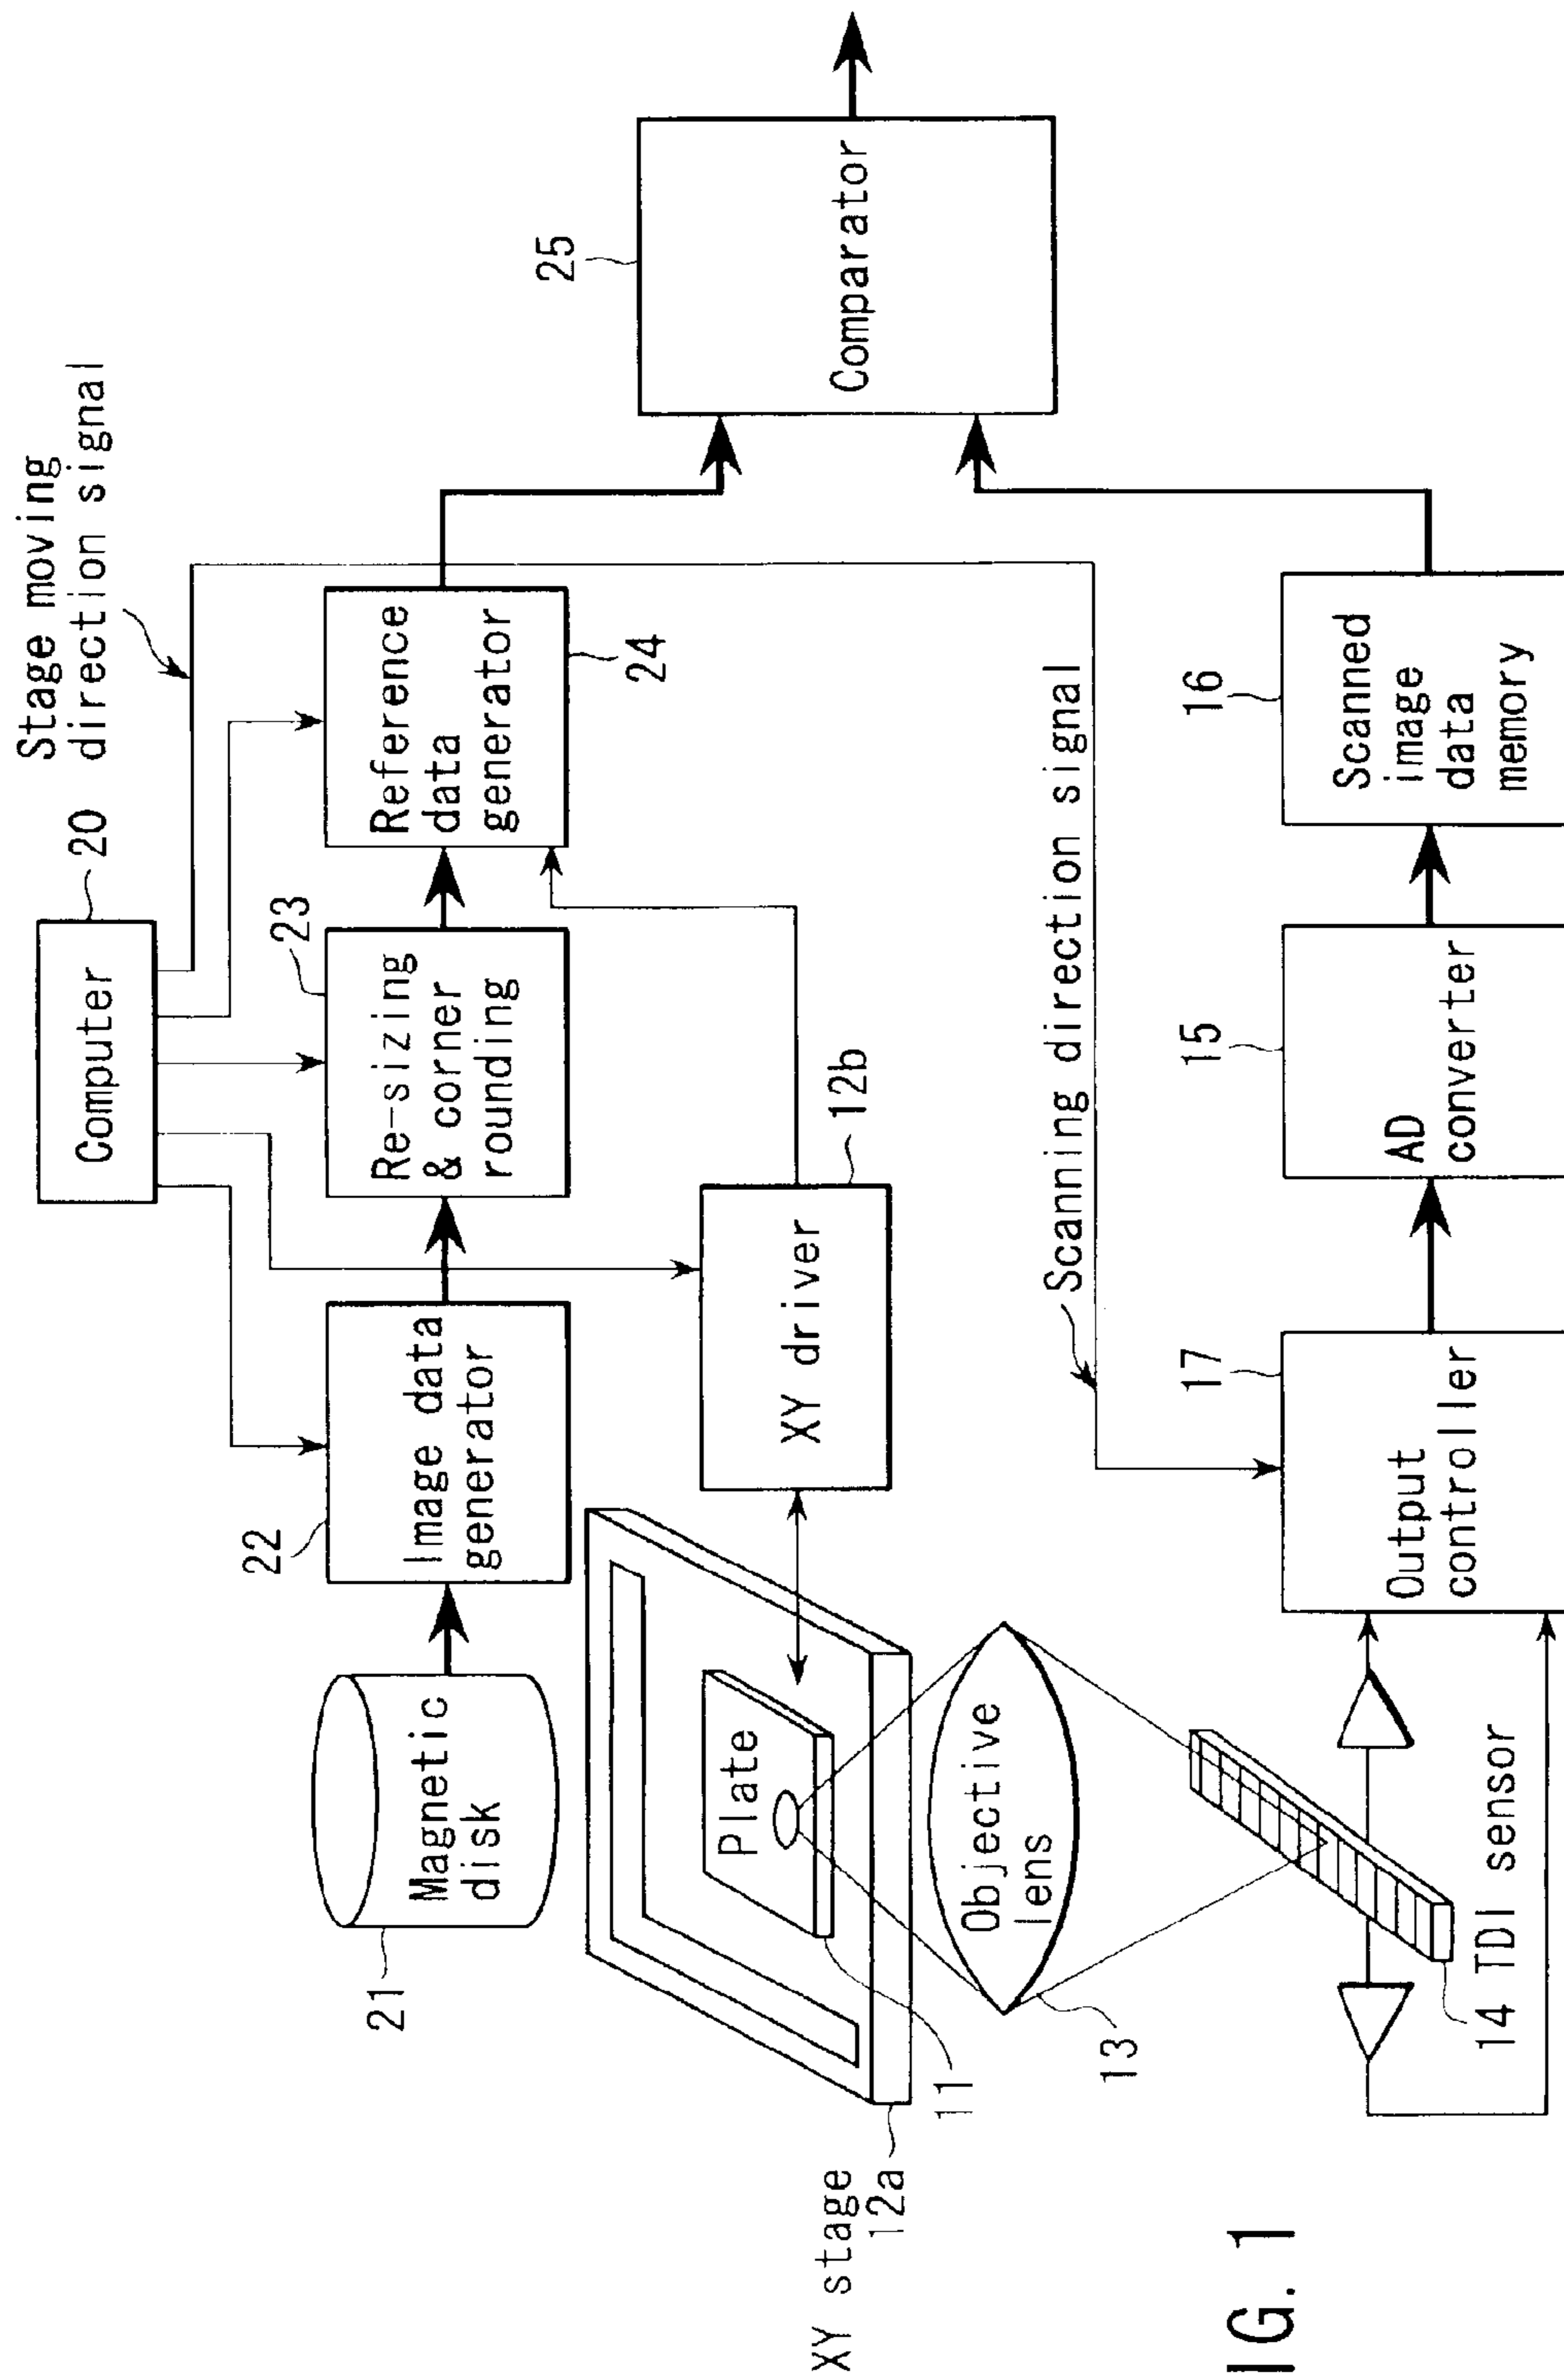 Stage moving
direction signal
20
Computer
21
Magnetic
disk
22
Image data
generator
23
Re-sizing
& corner
rounding
24
Reference
data
generator
25
Comparator
XY stage
12a
11
Plate
12b
XY driver
13
Objective
lens
Scanning direction signal
14 TDI sensor
17
Output
controller
15
AD
converter
16
Scanned
image
data
memory
IG. 1